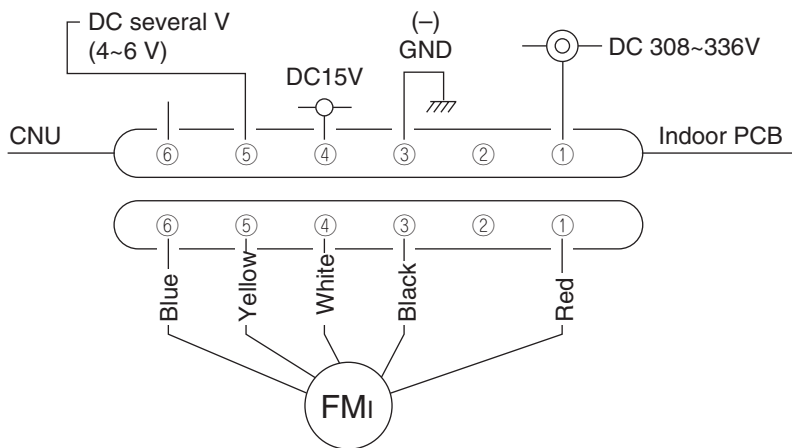 DC several V
(4~6 V)
(–)
GND
DC15V
DC 308~336V
CNU
Indoor PCB
⑥ ⑤ ④ ③ ② ①
⑥ ⑤ ④ ③ ② ①
Blue
Yellow
White
Black
Red
FMI